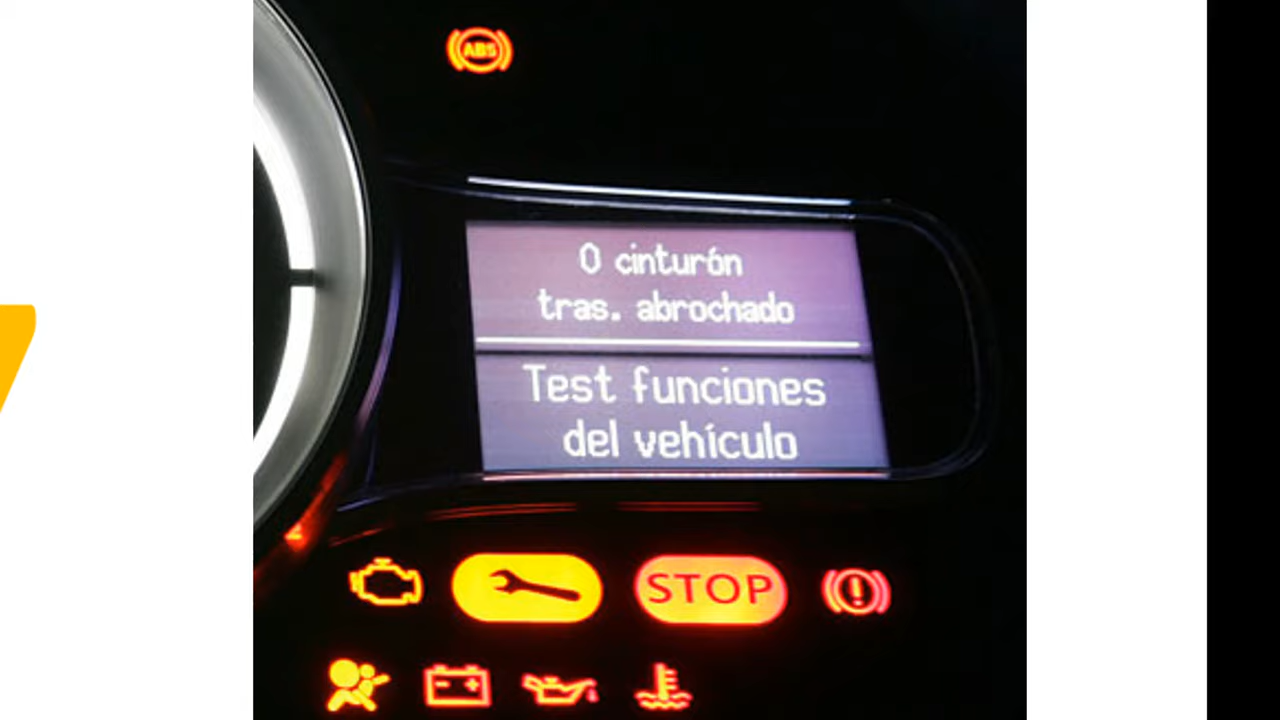 ABS
0 cinturón
tras. abrochado
Test funciones
del vehículo
STOP